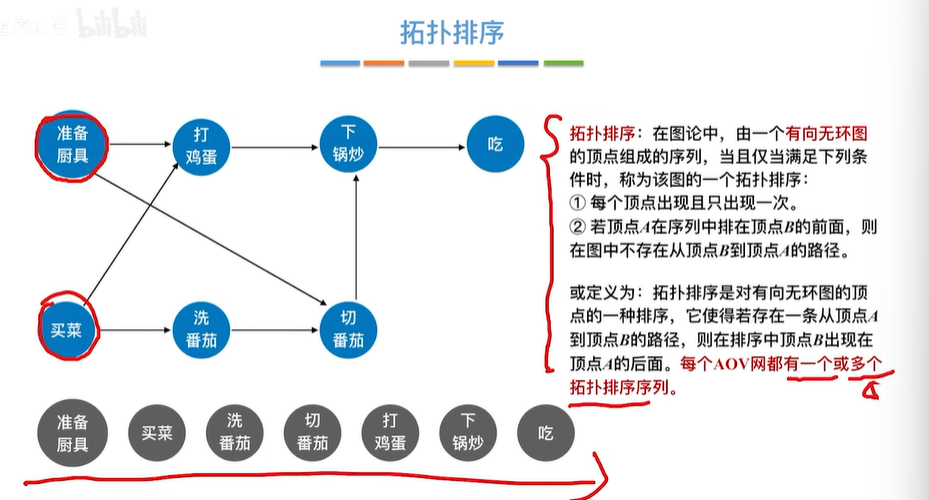 bilibili
拓扑排序
准备
厨具
打
鸡蛋
下
锅炒
吃
买菜
洗
番茄
切
番茄
拓扑排序：在图论中，由一个有向无环图
的顶点组成的序列，当且仅当满足下列条
件时，称为该图的一个拓扑排序：
① 每个顶点出现且只出现一次。
② 若顶点A在序列中排在顶点B的前面，则
在图中不存在从顶点B到顶点A的路径。
或定义为：拓扑排序是对有向无环图的顶
点的一种排序，它使得若存在一条从顶点A
到顶点B的路径，则在排序中顶点B出现在
顶点A的后面。每个AOV网都有一个或多个
拓扑排序序列。
准备
厨具
买菜
洗
番茄
切
番茄
打
鸡蛋
下
锅炒
吃